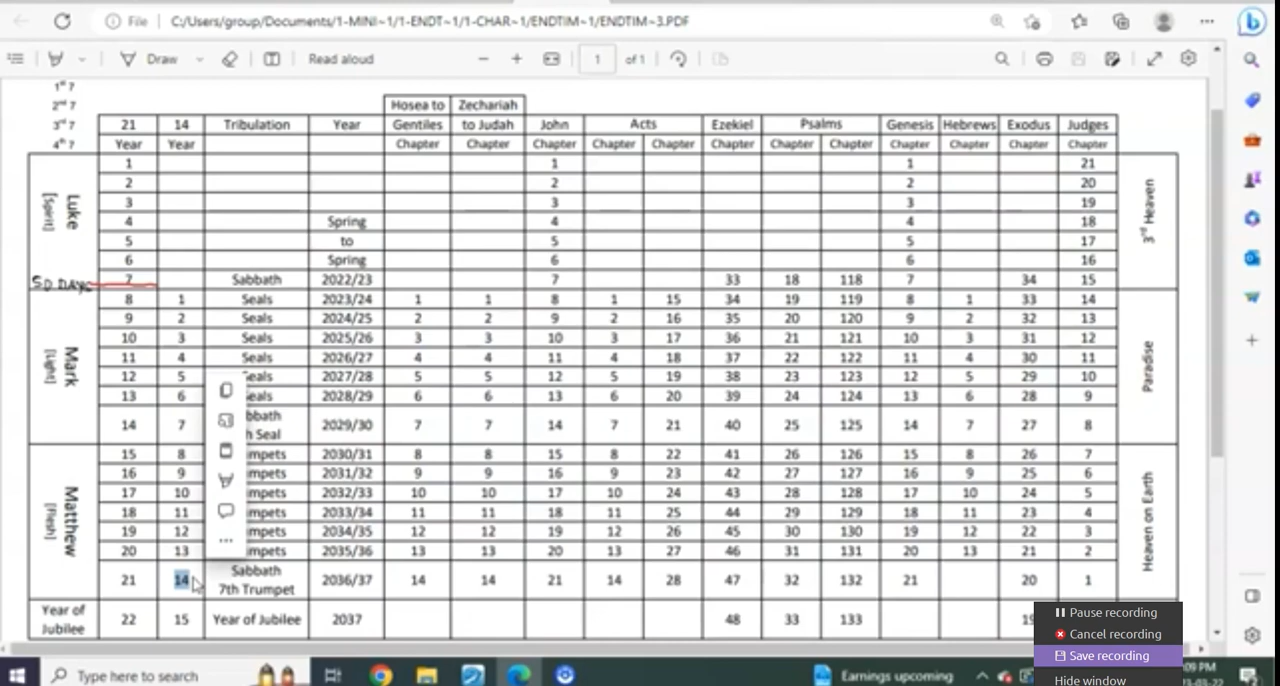 File C:/Users/group/Documents/1-MINI~1/1-ENDT~1/1-CHAR~1/ENDTIM~1/ENDTIM~3.PDF
Draw Read aloud 1 of 1
1st 7
2nd 7 Hosea to Zechariah
3rd 7 21 14 Tribulation Year Gentiles to Judah John Acts Ezekiel Psalms Genesis Hebrews Exodus Judges
4th 7 Year Year Chapter Chapter Chapter Chapter Chapter Chapter Chapter Chapter Chapter Chapter Chapter Chapter
Luke [Spirit]
3rd Heaven
1 1 1 21
2 2 2 20
3 3 3 19
4 Spring 4 4 18
5 to 5 5 17
6 Spring 6 6 16
50 DAYS 7 Sabbath 2022/23 7 33 18 118 7 34 15
Mark [Light]
Paradise
8 1 Seals 2023/24 1 1 8 1 15 34 19 119 8 1 33 14
9 2 Seals 2024/25 2 2 9 2 16 35 20 120 9 2 32 13
10 3 Seals 2025/26 3 3 10 3 17 36 21 121 10 3 31 12
11 4 Seals 2026/27 4 4 11 4 18 37 22 122 11 4 30 11
12 5 eals 2027/28 5 5 12 5 19 38 23 123 12 5 29 10
13 6 eals 2028/29 6 6 13 6 20 39 24 124 13 6 28 9
14 7 bbath h Seal 2029/30 7 7 14 7 21 40 25 125 14 7 27 8
Matthew [Flesh]
Heaven on Earth
15 8 mpets 2030/31 8 8 15 8 22 41 26 126 15 8 26 7
16 9 mpets 2031/32 9 9 16 9 23 42 27 127 16 9 25 6
17 10 mpets 2032/33 10 10 17 10 24 43 28 128 17 10 24 5
18 11 mpets 2033/34 11 11 18 11 25 44 29 129 18 11 23 4
19 12 mpets 2034/35 12 12 19 12 26 45 30 130 19 12 22 3
20 13 mpets 2035/36 13 13 20 13 27 46 31 131 20 13 21 2
21 14 Sabbath 7th Trumpet 2036/37 14 14 21 14 28 47 32 132 21 20 1
Year of Jubilee 22 15 Year of Jubilee 2037 48 33 133 19
Pause recording
Cancel recording
Save recording
Hide window
Type here to search
Earnings upcoming
:09 PM